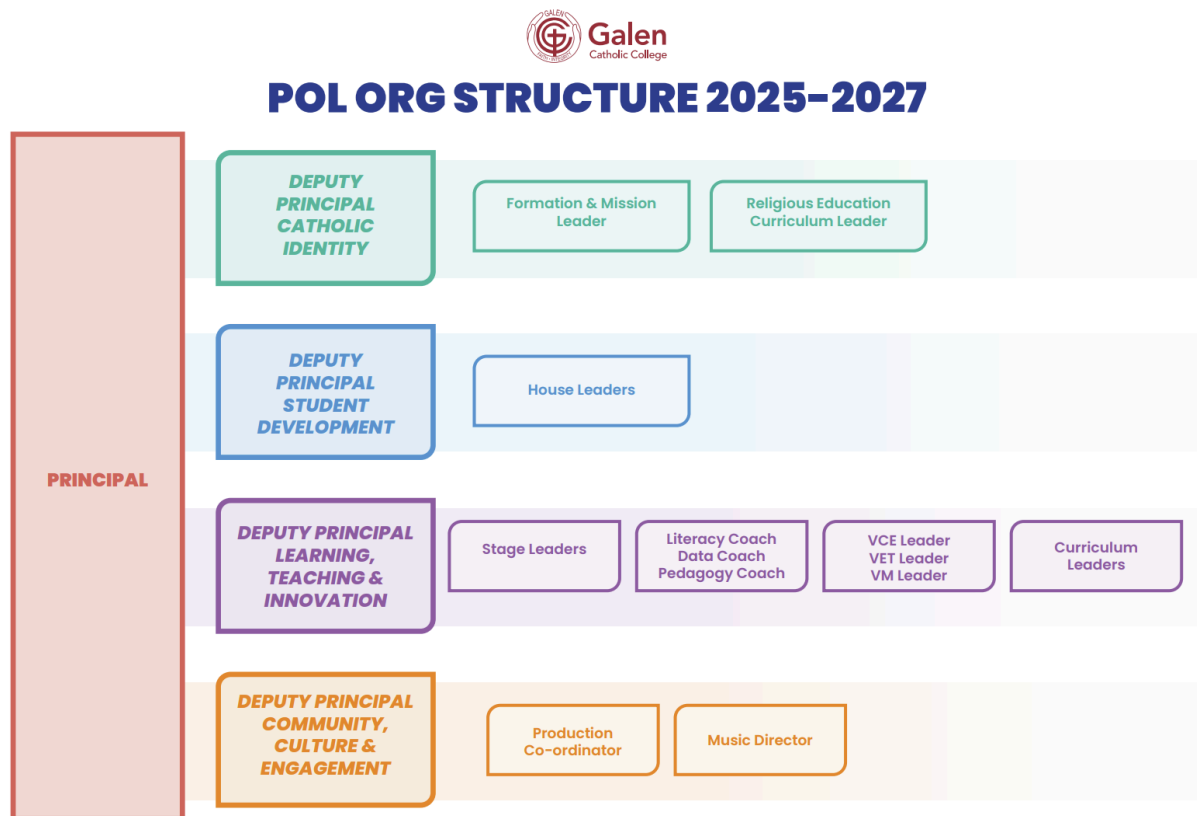 GALEN
Galen
Catholic College
POL ORG STRUCTURE 2025-2027
PRINCIPAL
DEPUTY
PRINCIPAL
CATHOLIC
IDENTITY
Formation & Mission
Leader
Religious Education
Curriculum Leader
DEPUTY
PRINCIPAL
STUDENT
DEVELOPMENT
House Leaders
DEPUTY PRINCIPAL
LEARNING,
TEACHING &
INNOVATION
Stage Leaders
Literacy Coach
Data Coach
Pedagogy Coach
VCE Leader
VET Leader
VM Leader
Curriculum
Leaders
DEPUTY PRINCIPAL
COMMUNITY,
CULTURE &
ENGAGEMENT
Production
Co-ordinator
Music Director